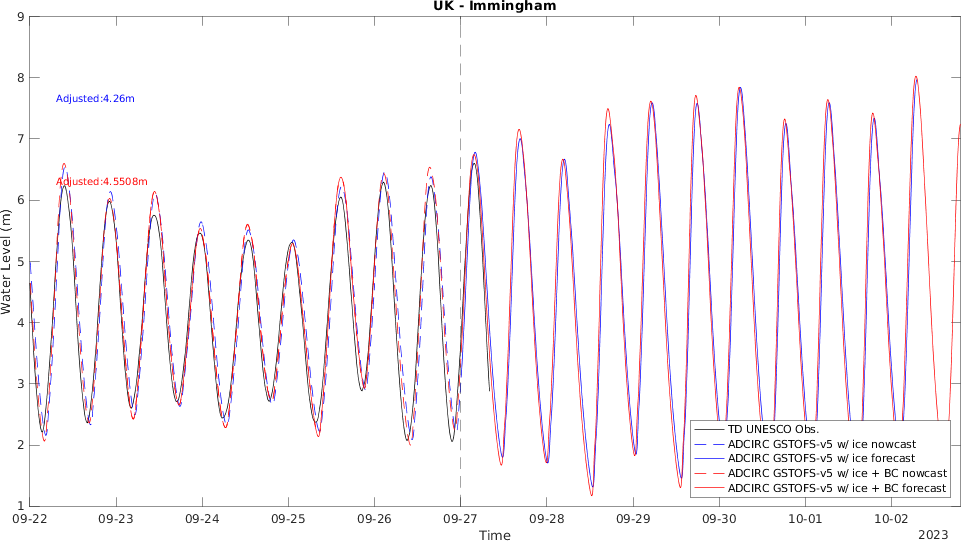 UK - Immingham
9
8
7
6
5
4
3
2
1
Water Level (m)
Adjusted:4.26m
Adjusted:4.5508m
TD UNESCO Obs.
ADCIRC GSTOFS-v5 w/ ice nowcast
ADCIRC GSTOFS-v5 w/ ice forecast
ADCIRC GSTOFS-v5 w/ ice + BC nowcast
ADCIRC GSTOFS-v5 w/ ice + BC forecast
09-22 09-23 09-24 09-25 09-26 09-27 09-28 09-29 09-30 10-01 10-02
Time
2023